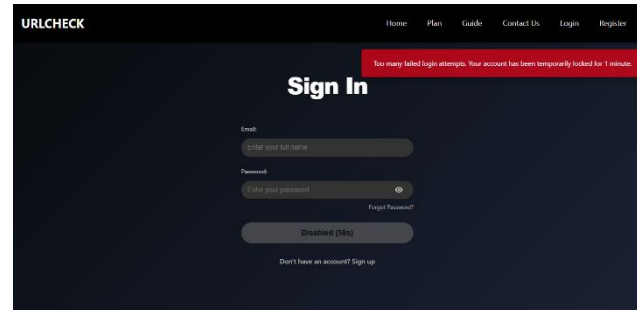 URLCHECK
Home Plan Guide Contact Us Login Register
Too many failed login attempts. Your account has been temporarily locked for 1 minute.
Sign In
Email:
Enter your full name
Password:
Enter your password
Forgot Password?
Disabled (58s)
Don't have an account? Sign up